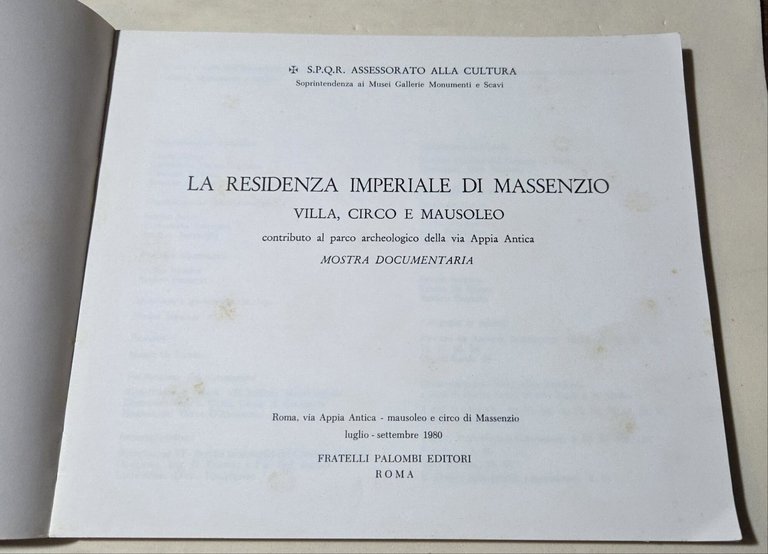 ✠ S.P.Q.R. ASSESSORATO ALLA CULTURA
Soprintendenza ai Musei Gallerie Monumenti e Scavi
LA RESIDENZA IMPERIALE DI MASSENZIO
VILLA, CIRCO E MAUSOLEO
contributo al parco archeologico della via Appia Antica
MOSTRA DOCUMENTARIA
Roma, via Appia Antica - mausoleo e circo di Massenzio
luglio - settembre 1980
FRATELLI PALOMBI EDITORI
ROMA